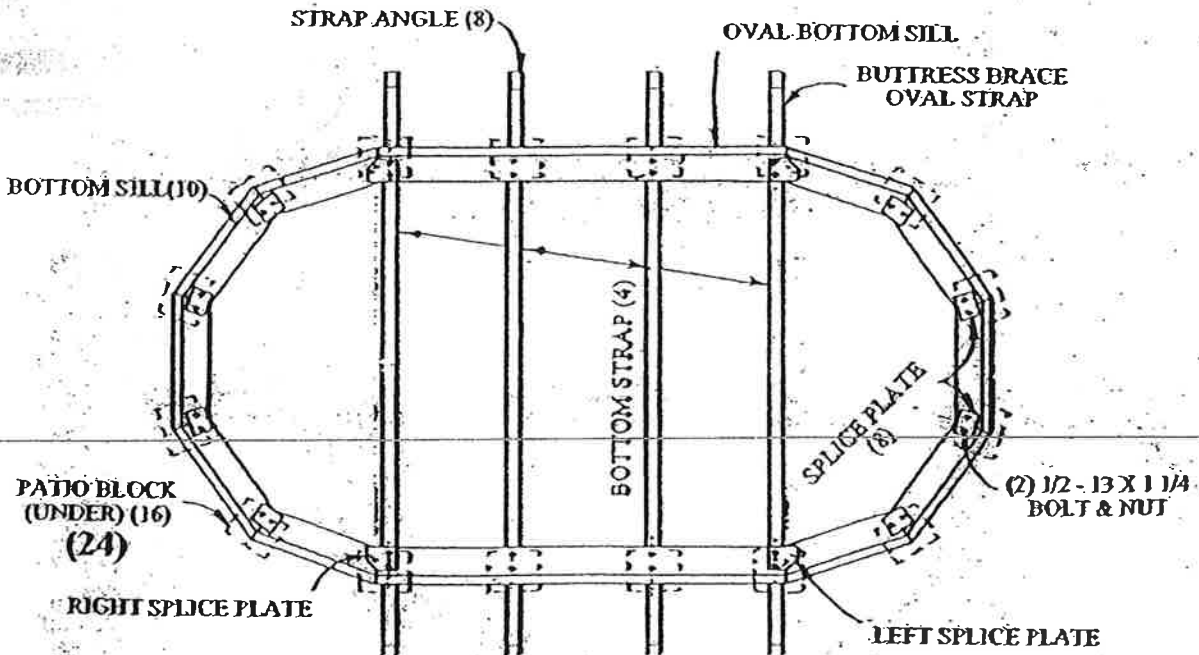 STRAP ANGLE (8)
OVAL BOTTOM SILL
BUTTRESS BRACE
OVAL STRAP
BOTTOM SILL(10)
BOTTOM STRAP (4)
SPLICE PLATE
(8)
PATIO BLOCK
(UNDER) (16)
(24)
(2) 1/2 - 13 X 1 1/4
BOLT & NUT
RIGHT SPLICE PLATE
LEFT SPLICE PLATE